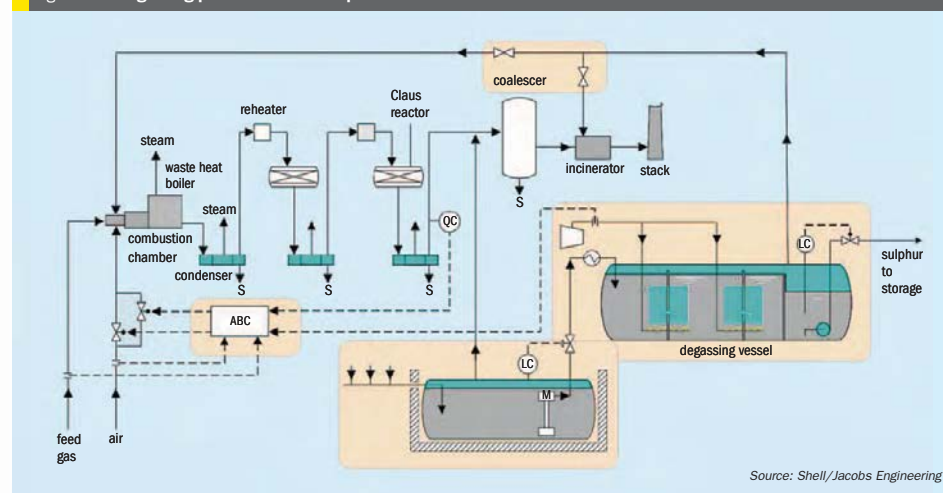 coalescer
Claus
reactor
reheater
steam
waste heat
boiler
incinerator
stack
S
steam
QC
combustion
chamber
condenser
LC
sulphur
to
storage
S
S
S
ABC
degassing vessel
LC
M
feed
gas
air
Source: Shell/Jacobs Engineering